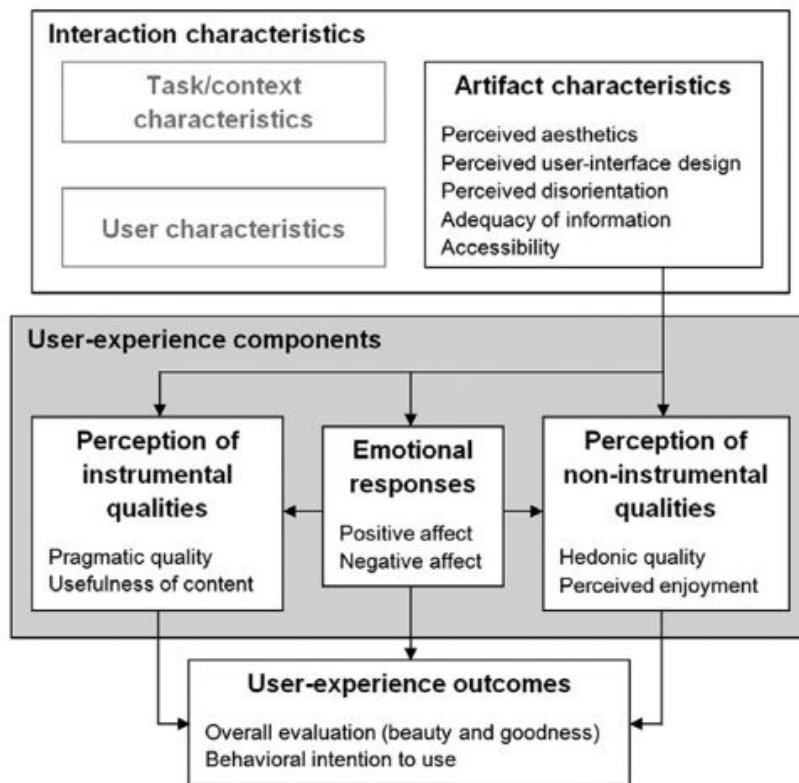 Interaction characteristics
Task/context
characteristics
User characteristics
Artifact characteristics
Perceived aesthetics
Perceived user-interface design
Perceived disorientation
Adequacy of information
Accessibility
User-experience components
Perception of
instrumental
qualities
Pragmatic quality
Usefulness of content
Emotional
responses
Positive affect
Negative affect
Perception of
non-instrumental
qualities
Hedonic quality
Perceived enjoyment
User-experience outcomes
Overall evaluation (beauty and goodness)
Behavioral intention to use